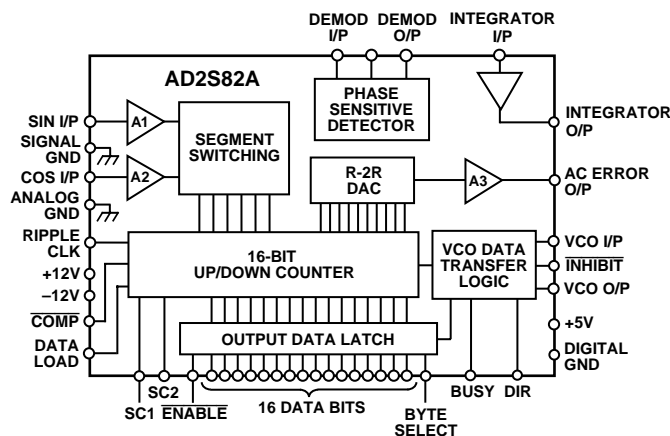 DEMOD I/P
DEMOD O/P
INTEGRATOR I/P
AD2S82A
PHASE SENSITIVE DETECTOR
INTEGRATOR O/P
SIN I/P
A1
SEGMENT SWITCHING
SIGNAL GND
COS I/P
A2
R-2R DAC
A3
AC ERROR O/P
ANALOG GND
RIPPLE CLK
16-BIT UP/DOWN COUNTER
VCO DATA TRANSFER LOGIC
VCO I/P
INHIBIT
VCO O/P
+12V
–12V
COMP
DATA LOAD
OUTPUT DATA LATCH
+5V
DIGITAL GND
SC1
SC2
ENABLE
16 DATA BITS
BYTE SELECT
BUSY
DIR